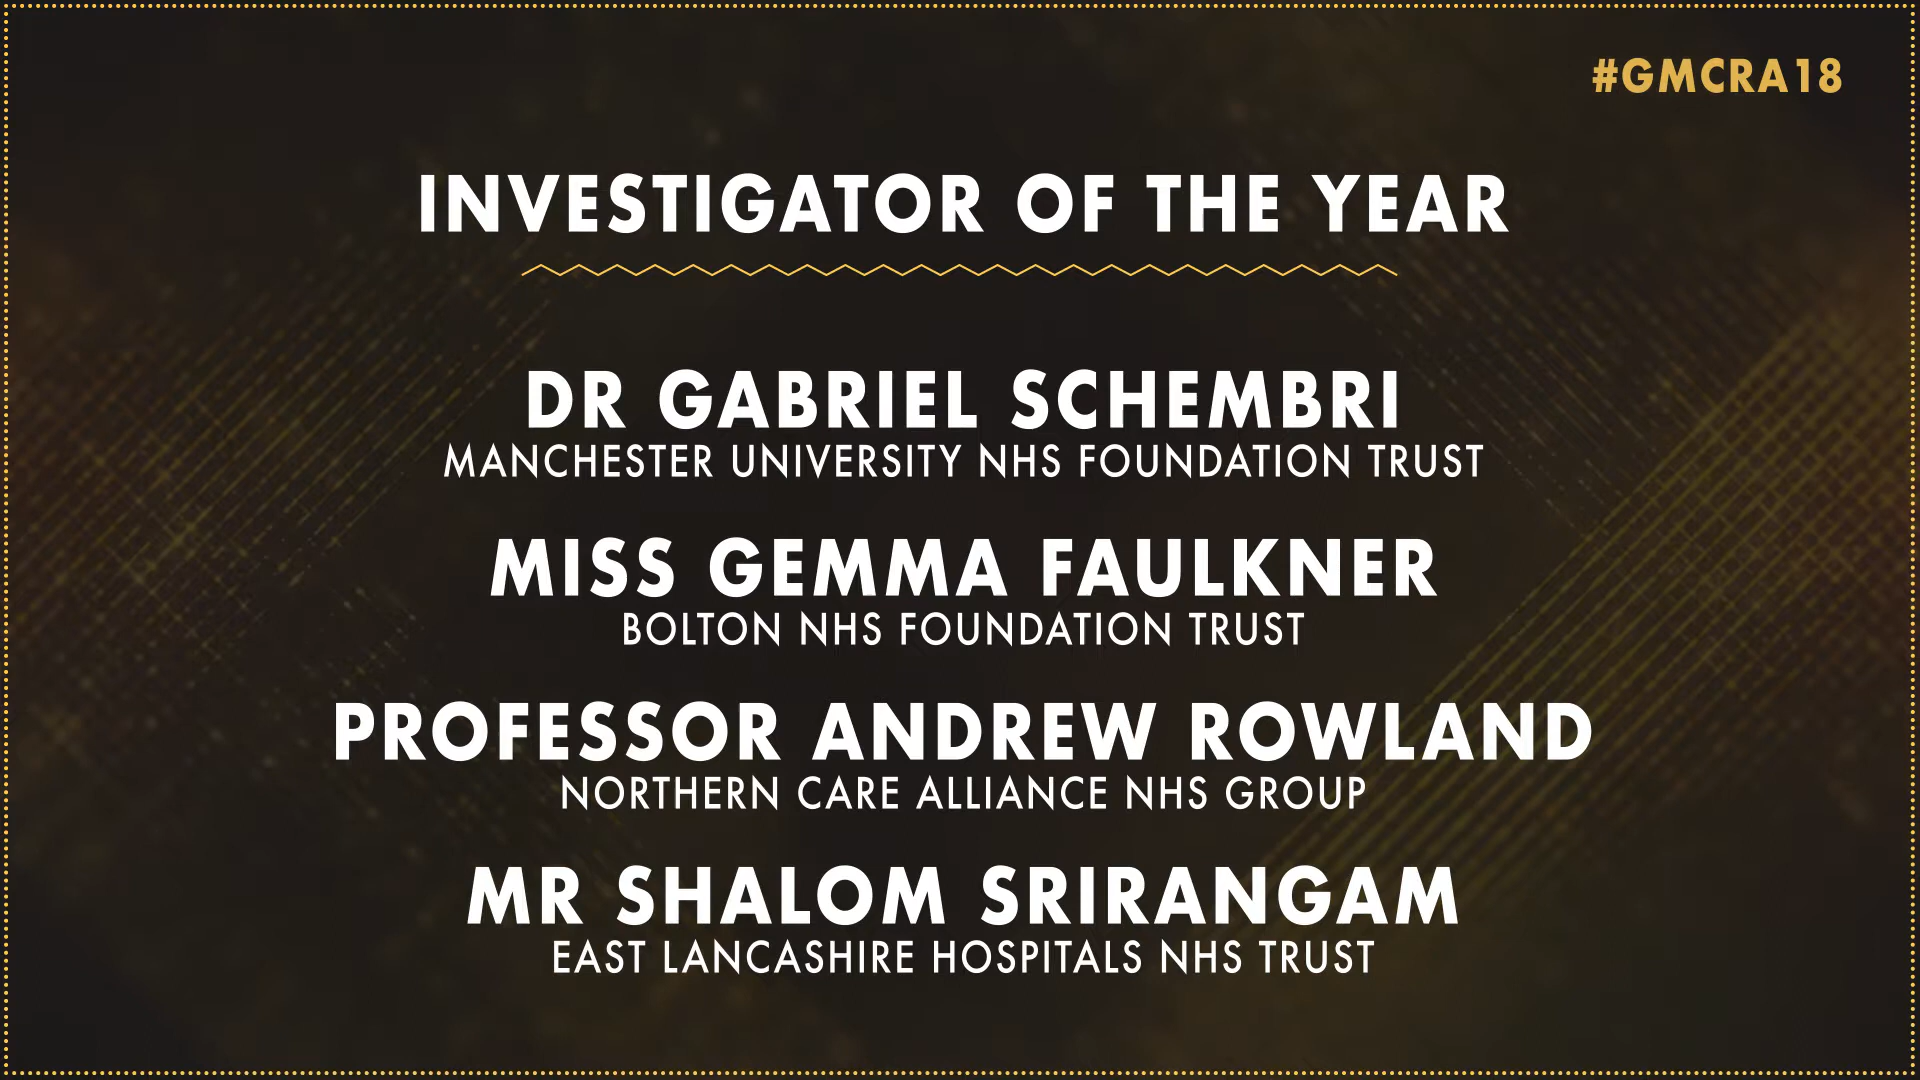 #GMCRA18
INVESTIGATOR OF THE YEAR
DR GABRIEL SCHEMBRI
MANCHESTER UNIVERSITY NHS FOUNDATION TRUST
MISS GEMMA FAULKNER
BOLTON NHS FOUNDATION TRUST
PROFESSOR ANDREW ROWLAND
NORTHERN CARE ALLIANCE NHS GROUP
MR SHALOM SRIRANGAM
EAST LANCASHIRE HOSPITALS NHS TRUST